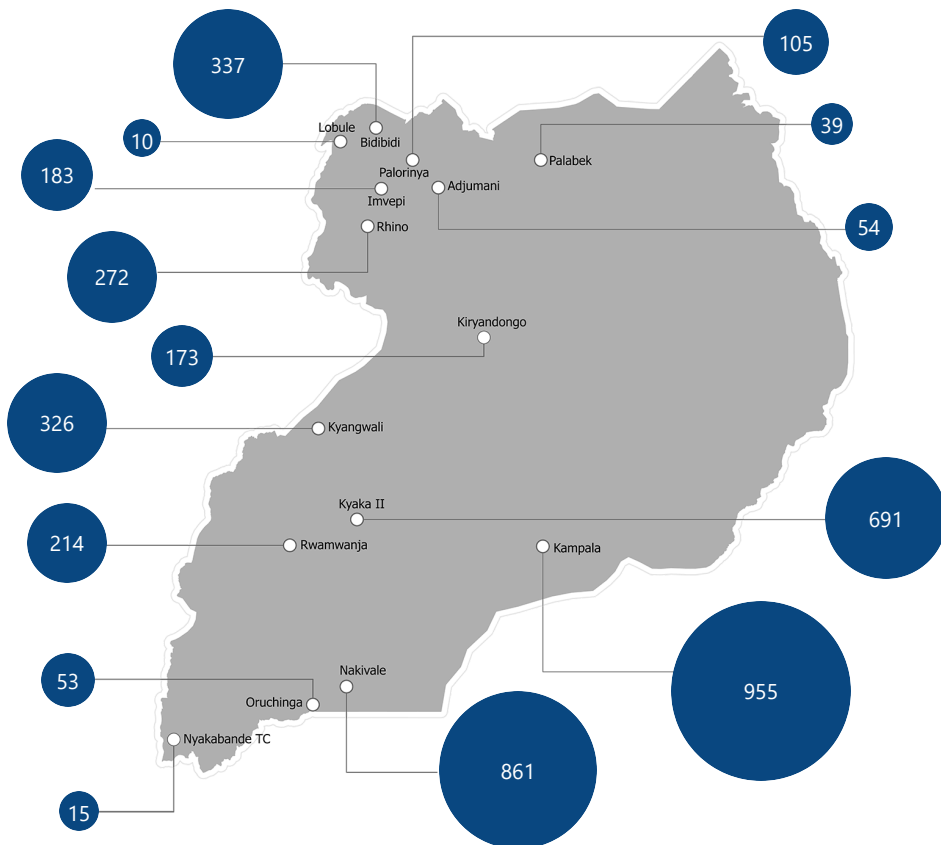 105
337
39
Lobule
10
Bidibidi
Palorinya
Palabek
183
Imvepi
Adjumani
Rhino
54
272
Kiryandongo
173
326
Kyangwali
Kyaka II
691
214
Rwamwanja
Kampala
53
Nakivale
955
Oruchinga
Nyakabande TC
861
15